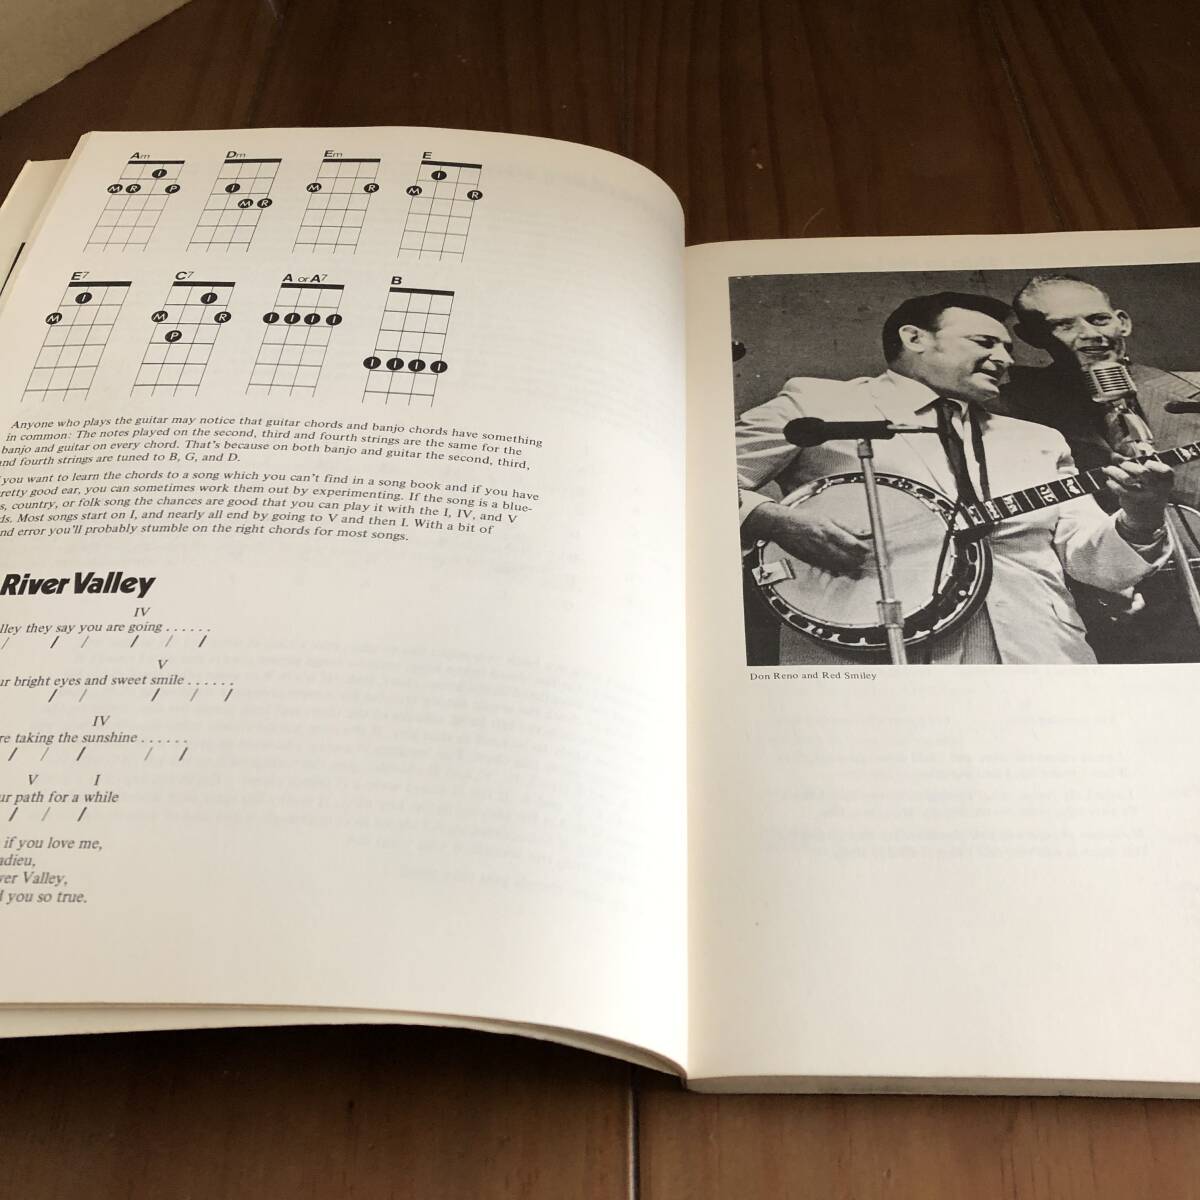 Am Dm Em E
I
M R P
I
M R
M R
I
M R
E7 C7 A or A7 B
I
M
I
M R
P
I I I I
I I I I
Anyone who plays the guitar may notice that guitar chords and banjo chords have something
in common: The notes played on the second, third and fourth strings are the same for the
banjo and guitar on every chord. That's because on both banjo and guitar the second, third,
and fourth strings are tuned to B, G, and D.
you want to learn the chords to a song which you can't find in a song book and if you have
retty good ear, you can sometimes work them out by experimenting. If the song is a blue-
s, country, or folk song the chances are good that you can play it with the I, IV, and V
ds. Most songs start on I, and nearly all end by going to V and then I. With a bit of
nd error you'll probably stumble on the right chords for most songs.
River Valley
IV
lley they say you are going . . . . . .
/ / / / / /
V
ur bright eyes and sweet smile . . . . . .
/ / / / /
IV
re taking the sunshine . . . . . .
/ / / / /
V I
ur path for a while
/ / /
if you love me,
adieu,
ver Valley,
d you so true.
Don Reno and Red Smiley